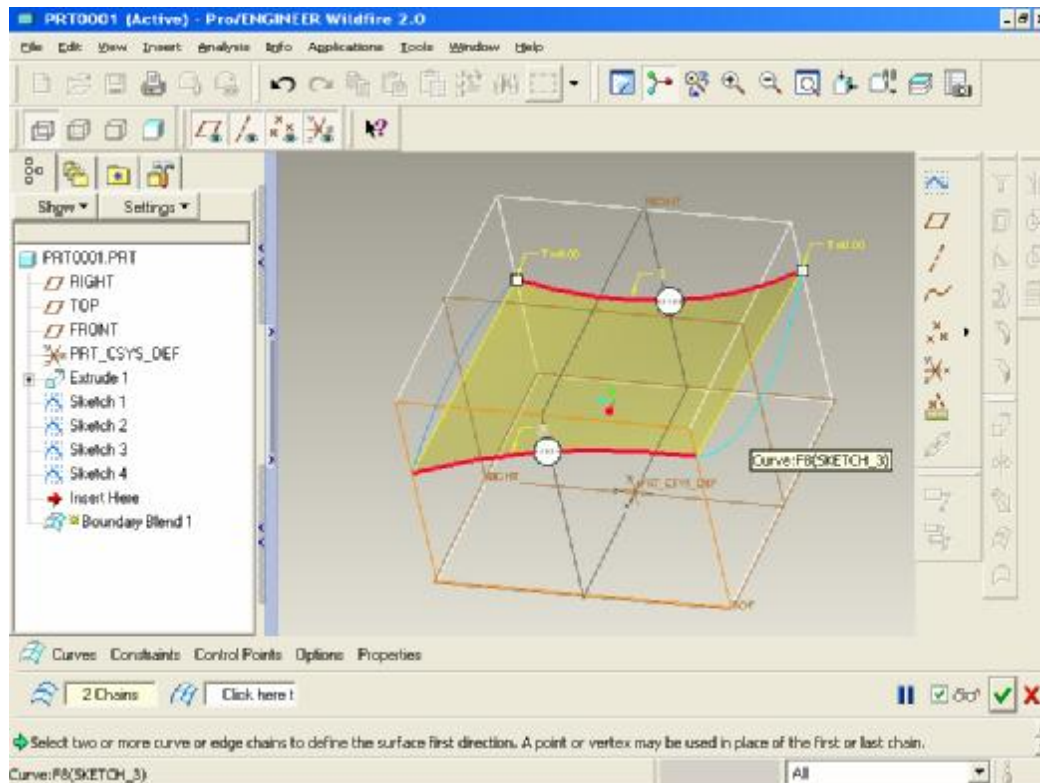 PRT0001 (Active) - Pro/ENGINEER Wildfire 2.0
File Edit View Insert Analysis Info Applications Tools Window Help
Show Settings
PRT0001.PRT
RIGHT
TOP
FRONT
PRT_CSYS_DEF
Extrude 1
Sketch 1
Sketch 2
Sketch 3
Sketch 4
Insert Here
Boundary Blend 1
RIGHT
Curve:F8(SKETCH_3)
RIGHT
PRT_CSYS_DEF
TOP
Curves Constraints Control Points Options Properties
2 Chains Click here t
Select two or more curve or edge chains to define the surface first direction. A point or vertex may be used in place of the first or last chain.
Curve:F8(SKETCH_3)
All